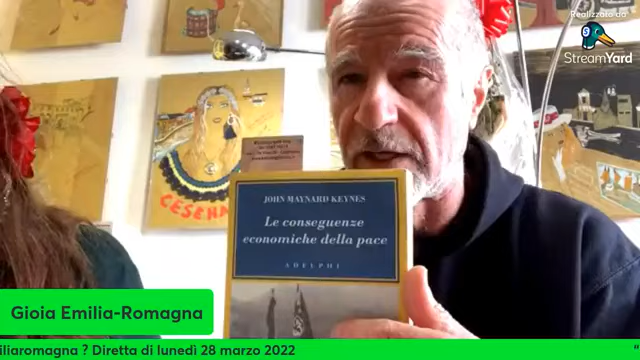 Realizzato da
StreamYard
CESENA
JOHN MAYNARD KEYNES
Le conseguenze
economiche della pace
ADELPHI
Gioia Emilia-Romagna
iliaromagna ? Diretta di lunedì 28 marzo 2022
"